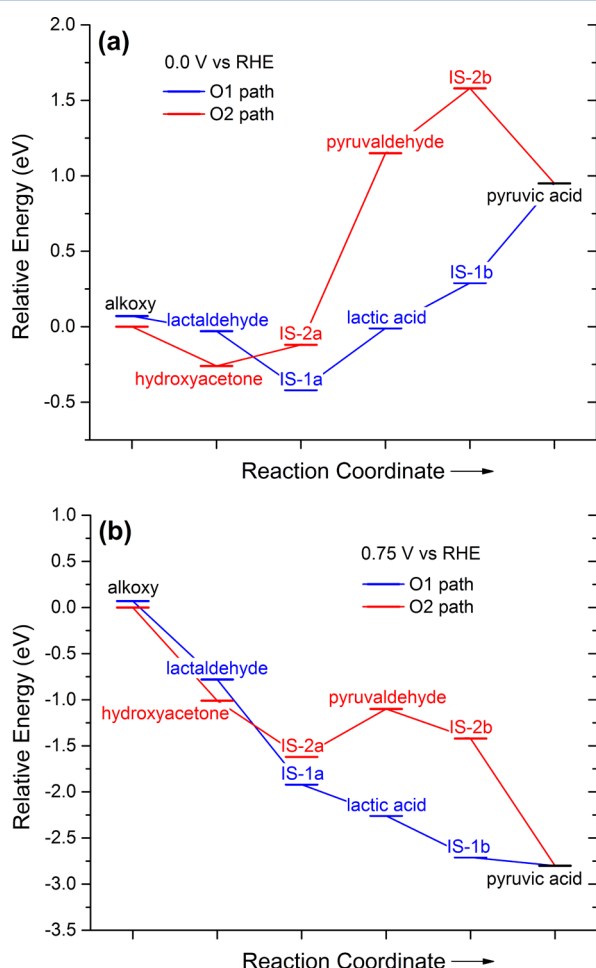 (a)
0.0 V vs RHE
O1 path
O2 path
2.0
1.5
1.0
0.5
0.0
-0.5
Relative Energy (eV)
IS-2b
pyruvaldehyde
pyruvic acid
IS-1b
alkoxy
lactaldehyde
IS-2a
lactic acid
hydroxyacetone
IS-1a
Reaction Coordinate
(b)
0.75 V vs RHE
O1 path
O2 path
1.0
0.5
0.0
-0.5
-1.0
-1.5
-2.0
-2.5
-3.0
-3.5
Relative Energy (eV)
alkoxy
lactaldehyde
hydroxyacetone
pyruvaldehyde
IS-2a
IS-2b
IS-1a
lactic acid
IS-1b
pyruvic acid
Reaction Coordinate